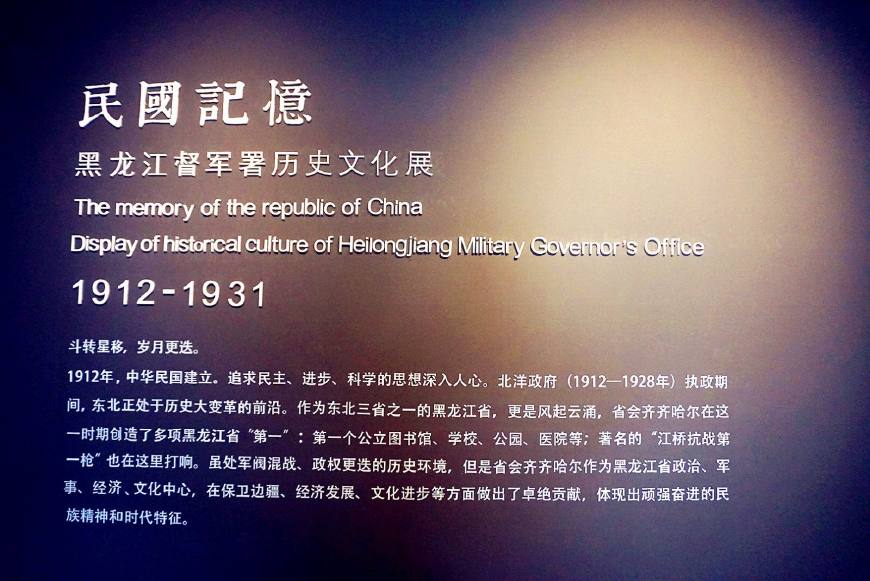 民國記憶
黑龙江督军署历史文化展
The memory of the republic of China
Display of historical culture of Heilongjiang Military Governor's Office
1912-1931
斗转星移，岁月更迭。
1912年，中华民国建立。追求民主、进步、科学的思想深入人心。北洋政府（1912—1928年）执政期
间，东北正处于历史大变革的前沿。作为东北三省之一的黑龙江省，更是风起云涌，省会齐齐哈尔在这
一时期创造了多项黑龙江省“第一”：第一个公立图书馆、学校、公园、医院等；著名的“江桥抗战第
一枪”也在这里打响。虽处军阀混战、政权更迭的历史环境，但是省会齐齐哈尔作为黑龙江省政治、军
事、经济、文化中心，在保卫边疆、经济发展、文化进步等方面做出了卓绝贡献，体现出顽强奋进的民
族精神和时代特征。